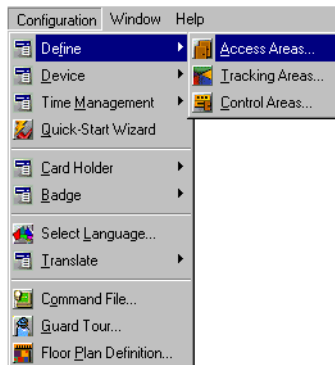 Configuration Window Help
Define Access Areas...
Device Tracking Areas...
Time Management Control Areas...
Quick-Start Wizard
Card Holder
Badge
Select Language...
Translate
Command File...
Guard Tour...
Floor Plan Definition...